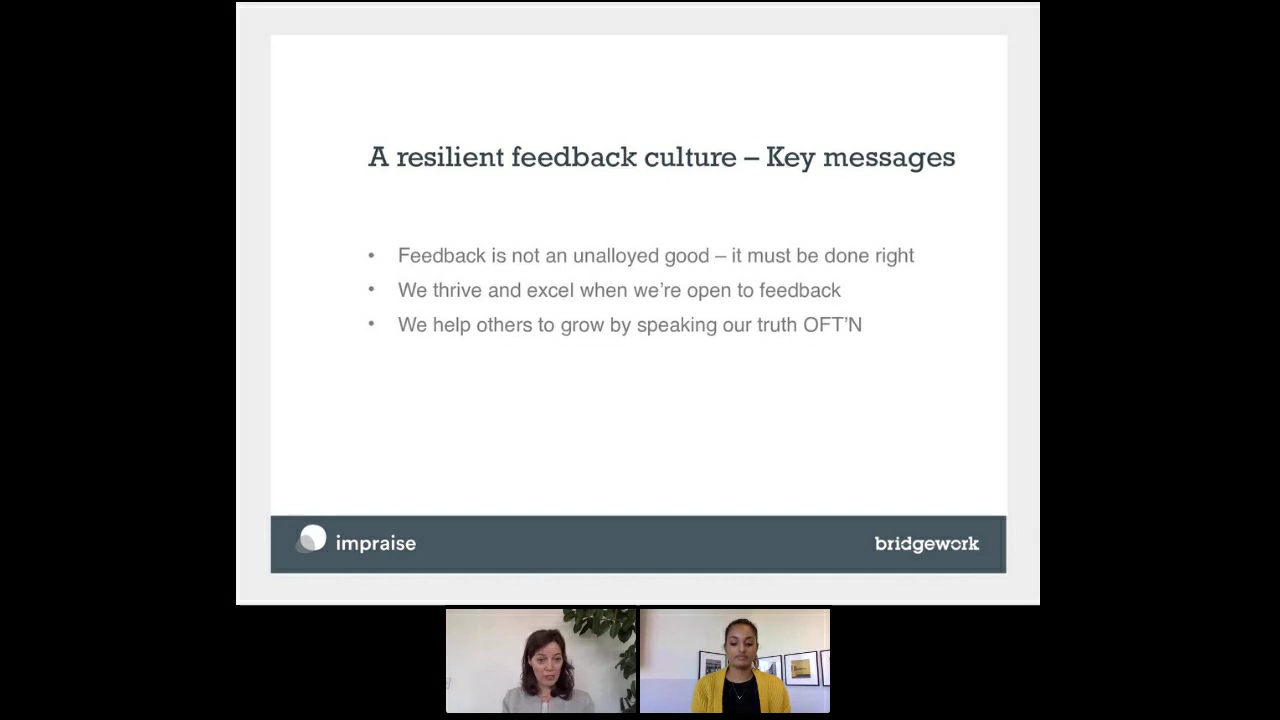 A resilient feedback culture – Key messages
• Feedback is not an unalloyed good – it must be done right
• We thrive and excel when we're open to feedback
• We help others to grow by speaking our truth OFT'N
impraise
bridgework